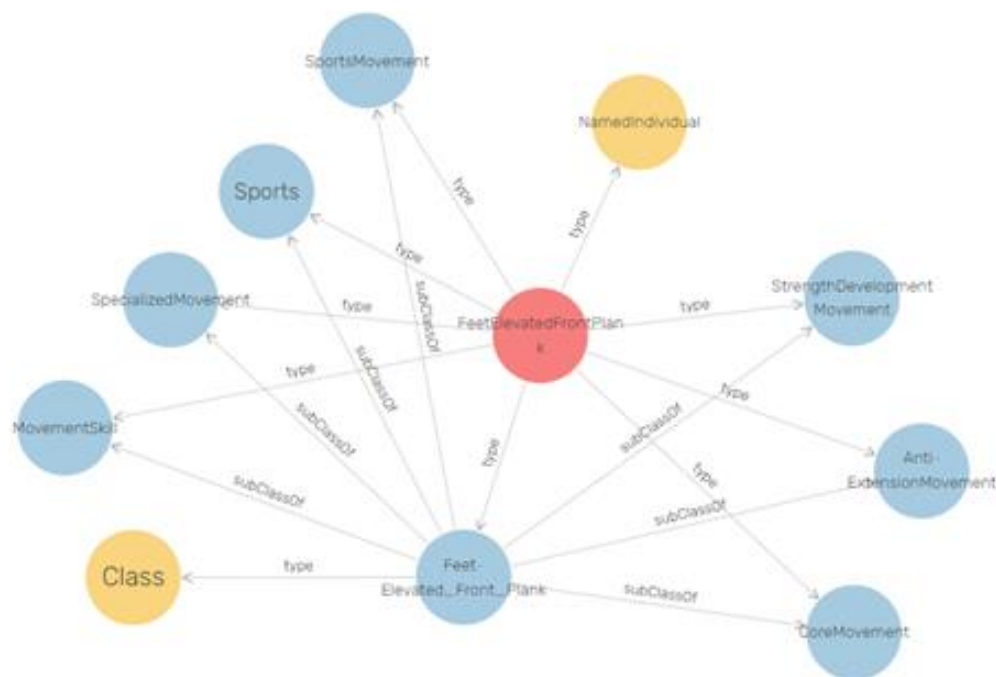 SportsMovement
NamedIndividual
type
type
Sports
type
subClassOf
SpecializedMovement
type
StrengthDevelopment
Movement
type
FeetElevatedFrontPlan
k
subClassOf
type
type
MovementSkill
subClassOf
subClassOf
type
Anti-
ExtensionMovement
type
subClassOf
subClassOf
Class
type
Feet-
Elevated_Front_Plank
subClassOf
CoreMovement